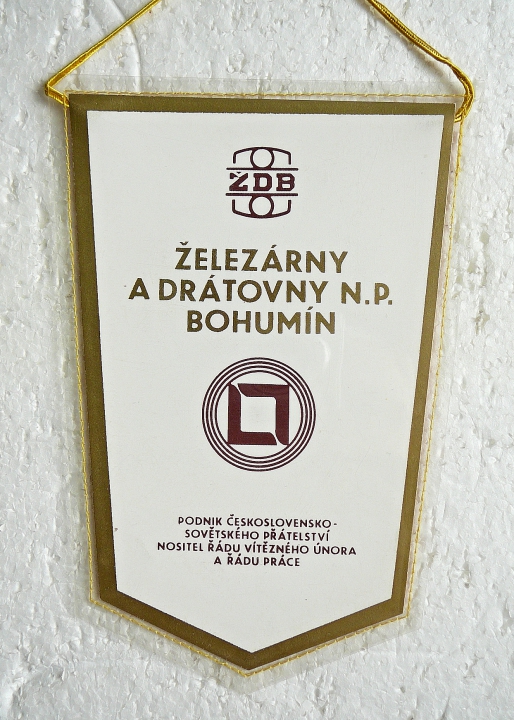 ŽDB
ŽELEZÁRNY
A DRÁTOVNY N.P.
BOHUMÍN
PODNIK ČESKOSLOVENSKO-
SOVĚTSKÉHO PŘÁTELSTVÍ
NOSITEL ŘÁDU VÍTĚZNÉHO ÚNORA
A ŘÁDU PRÁCE